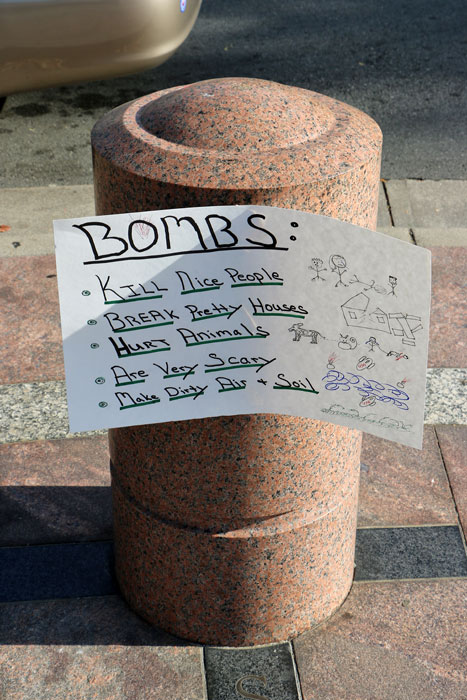 BOMBS:
• KILL Nice People
• BREAK Pretty Houses
• HURT Animals
• Are Very Scary
• Make Dirty Air + Soil